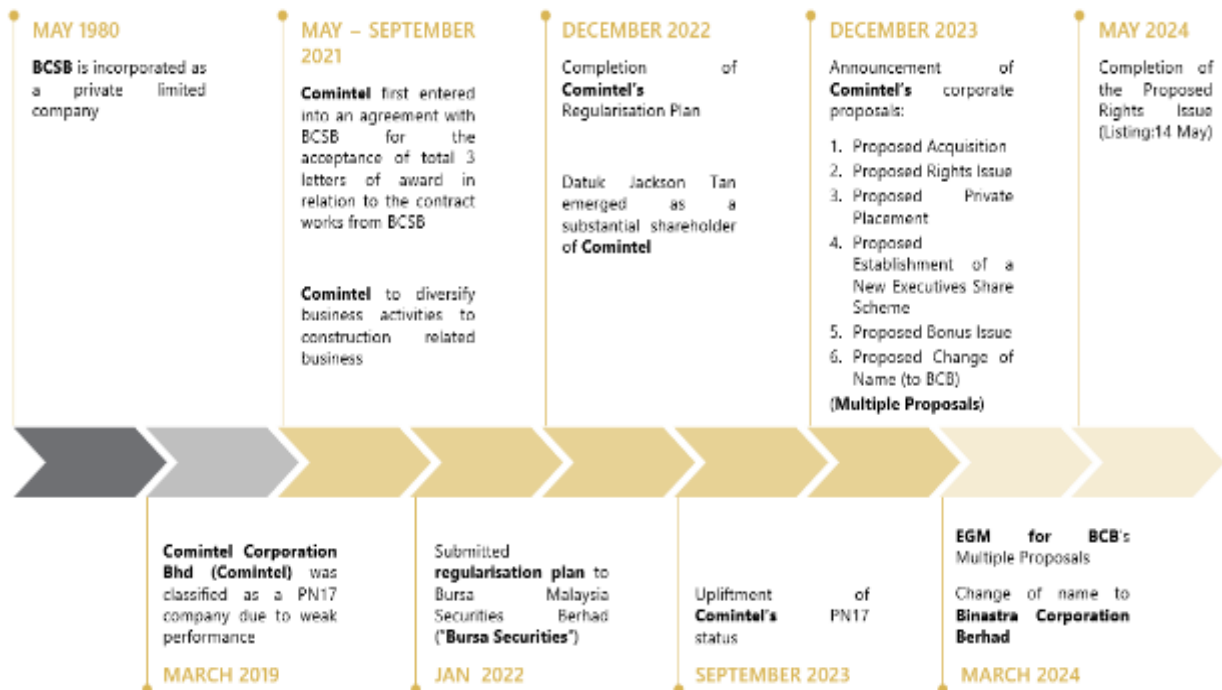 MAY 1980
BCSB is incorporated as
a private limited
company
MARCH 2019
Comintel Corporation
Bhd (Comintel) was
classified as a PN17
company due to weak
performance
MAY – SEPTEMBER
2021
Comintel first entered
into an agreement with
BCSB for the
acceptance of total 3
letters of award in
relation to the contract
works from BCSB
Comintel to diversify
business activities to
construction related
business
JAN 2022
Submitted
regularisation plan to
Bursa Malaysia
Securities Berhad
("Bursa Securities")
DECEMBER 2022
Completion of
Comintel's
Regularisation Plan
Datuk Jackson Tan
emerged as a
substantial shareholder
of Comintel
SEPTEMBER 2023
Upliftment of
Comintel's PN17
status
DECEMBER 2023
Announcement of
Comintel's corporate
proposals:
1. Proposed Acquisition
2. Proposed Rights Issue
3. Proposed Private
Placement
4. Proposed
Establishment of a
New Executives Share
Scheme
5. Proposed Bonus Issue
6. Proposed Change of
Name (to BCB)
(Multiple Proposals)
MARCH 2024
EGM for BCB's
Multiple Proposals
Change of name to
Binastra Corporation
Berhad
MAY 2024
Completion of
the Proposed
Rights Issue
(Listing:14 May)